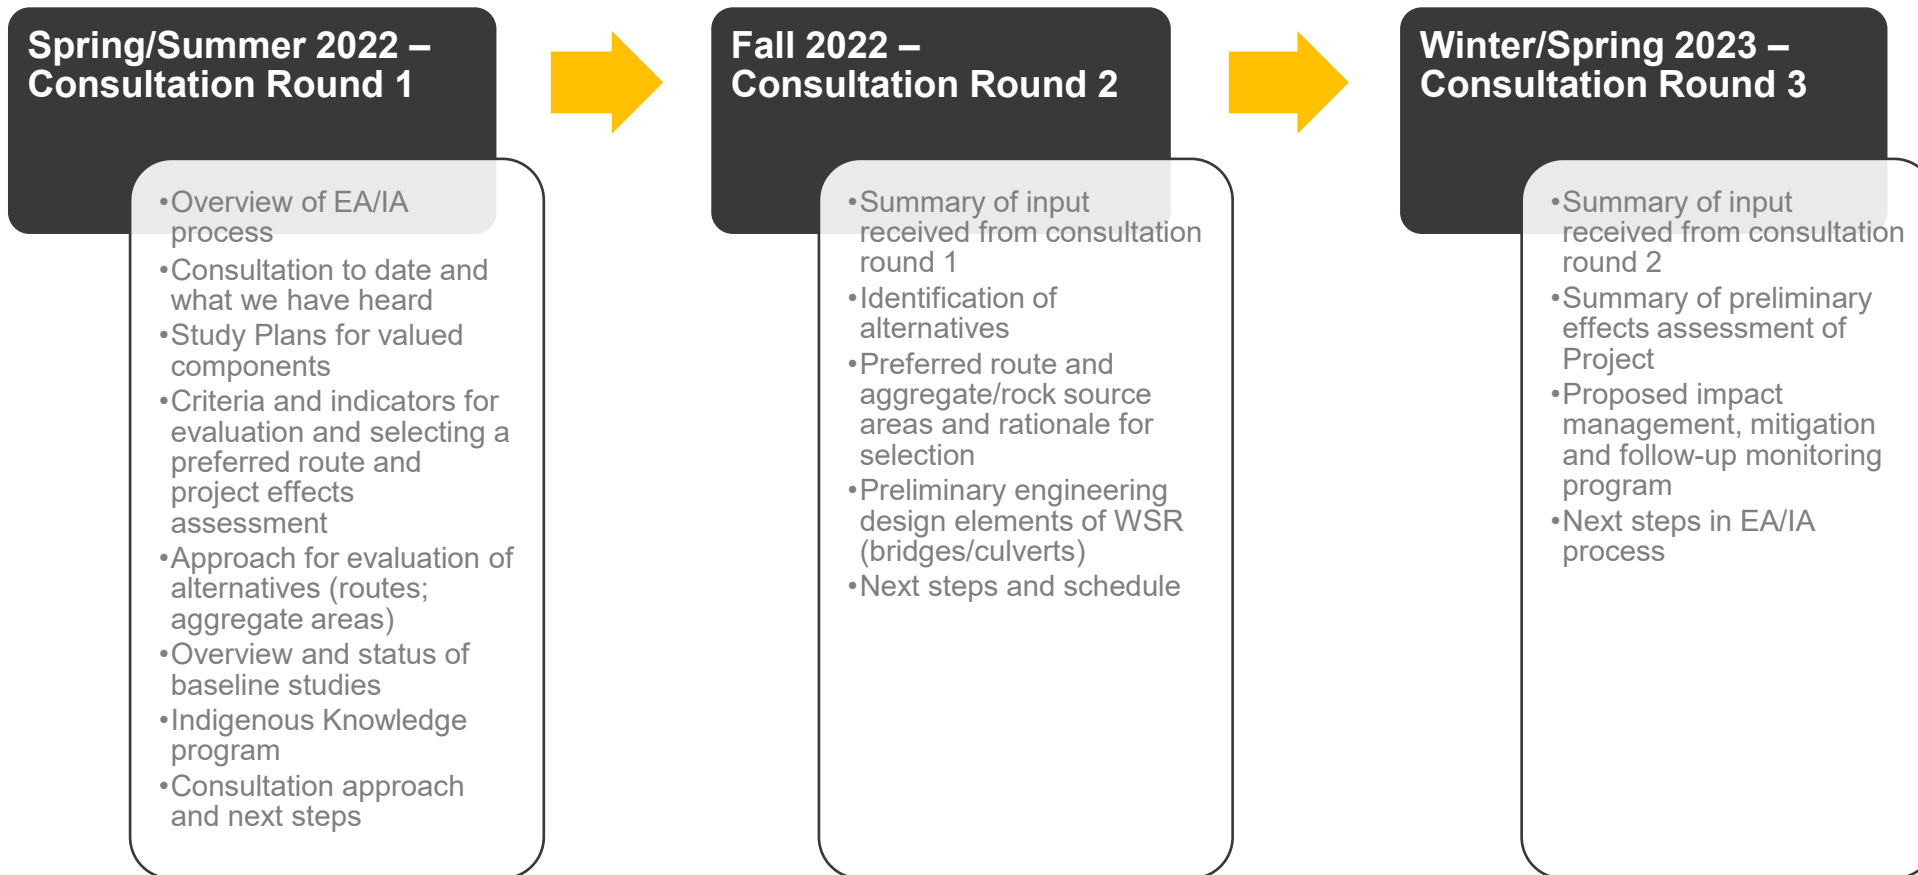 Spring/Summer 2022 –
Consultation Round 1
•Overview of EA/IA
process
•Consultation to date and
what we have heard
•Study Plans for valued
components
•Criteria and indicators for
evaluation and selecting a
preferred route and
project effects
assessment
•Approach for evaluation of
alternatives (routes;
aggregate areas)
•Overview and status of
baseline studies
•Indigenous Knowledge
program
•Consultation approach
and next steps
Fall 2022 –
Consultation Round 2
•Summary of input
received from consultation
round 1
•Identification of
alternatives
•Preferred route and
aggregate/rock source
areas and rationale for
selection
•Preliminary engineering
design elements of WSR
(bridges/culverts)
•Next steps and schedule
Winter/Spring 2023 –
Consultation Round 3
•Summary of input
received from consultation
round 2
•Summary of preliminary
effects assessment of
Project
•Proposed impact
management, mitigation
and follow-up monitoring
program
•Next steps in EA/IA
process